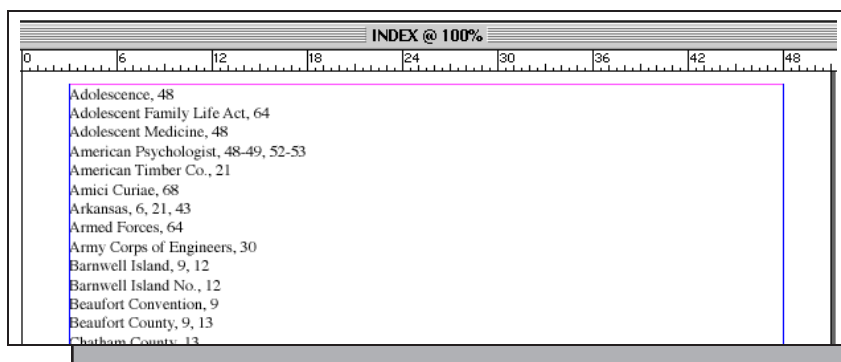 INDEX @ 100%
0 6 12 18 24 30 36 42 48
Adolescence, 48
Adolescent Family Life Act, 64
Adolescent Medicine, 48
American Psychologist, 48-49, 52-53
American Timber Co., 21
Amici Curiae, 68
Arkansas, 6, 21, 43
Armed Forces, 64
Army Corps of Engineers, 30
Barnwell Island, 9, 12
Barnwell Island No., 12
Beaufort Convention, 9
Beaufort County, 9, 13
Chatham County, 13